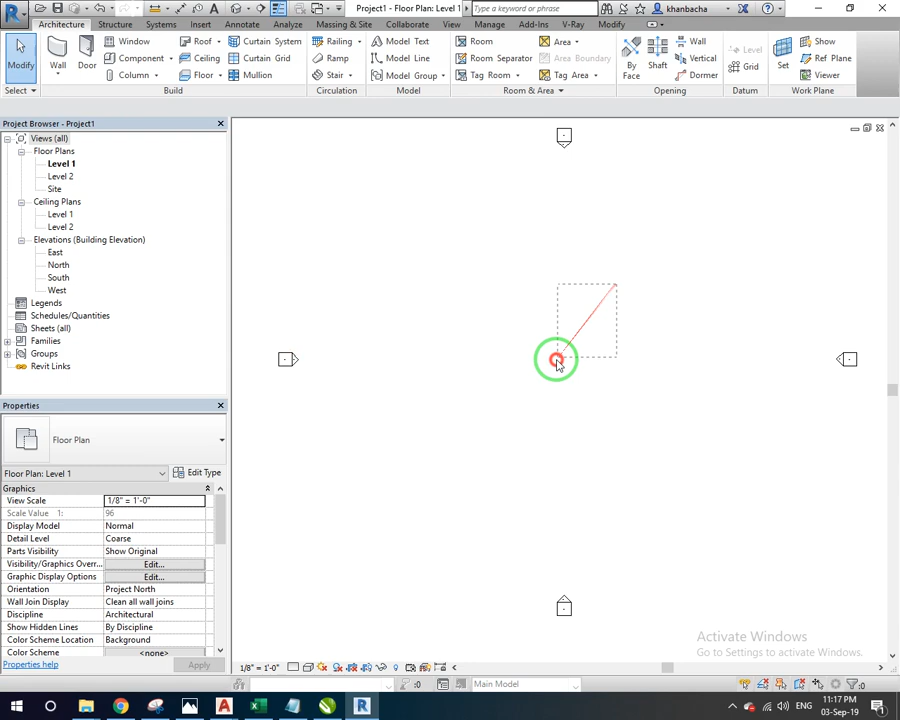 Project1 - Floor Plan: Level 1
Type a keyword or phrase
khanbacha
Architecture Structure Systems Insert Annotate Analyze Massing & Site Collaborate View Manage Add-Ins V-Ray Modify
Modify
Wall
Door
Window
Component
Column
Roof
Ceiling
Floor
Curtain System
Curtain Grid
Mullion
Railing
Ramp
Stair
Model Text
Model Line
Model Group
Room
Room Separator
Tag Room
Area
Area Boundary
Tag Area
By
Face
Shaft
Wall
Vertical
Dormer
Level
Grid
Set
Show
Ref Plane
Viewer
Select Build Circulation Model Room & Area Opening Datum Work Plane
Project Browser - Project1
Views (all)
Floor Plans
Level 1
Level 2
Site
Ceiling Plans
Level 1
Level 2
Elevations (Building Elevation)
East
North
South
West
Legends
Schedules/Quantities
Sheets (all)
Families
Groups
Revit Links
Properties
Floor Plan
Floor Plan: Level 1 Edit Type
Graphics
View Scale 1/8" = 1'-0"
Scale Value 1: 96
Display Model Normal
Detail Level Coarse
Parts Visibility Show Original
Visibility/Graphics Overr... Edit...
Graphic Display Options Edit...
Orientation Project North
Wall Join Display Clean all wall joins
Discipline Architectural
Show Hidden Lines By Discipline
Color Scheme Location Background
Color Scheme <none>
Properties help Apply
Activate Windows
Go to Settings to activate Windows.
1/8" = 1'-0"
:0 Main Model :0
ENG 11:17 PM
03-Sep-19